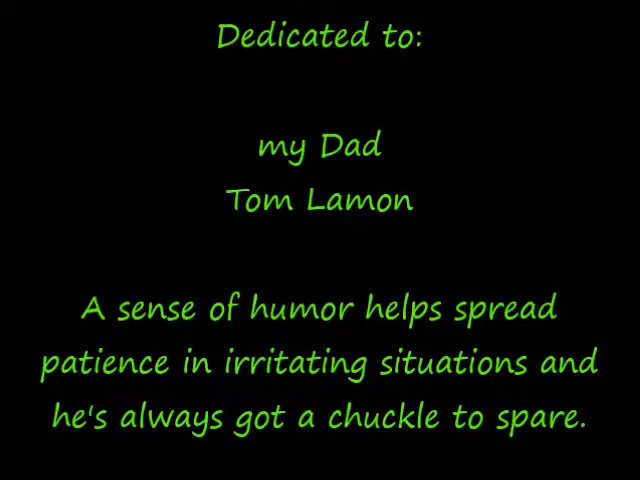 Dedicated to:
my Dad
Tom Lamon
A sense of humor helps spread
patience in irritating situations and
he's always got a chuckle to spare.